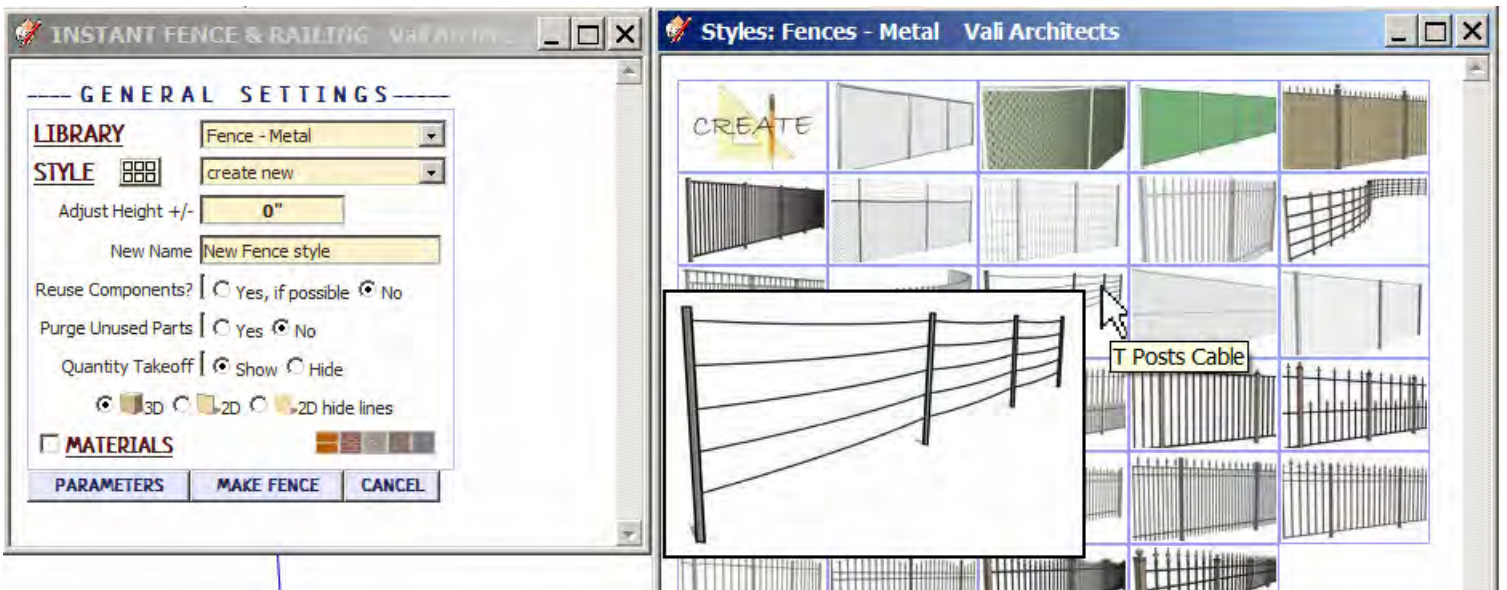 INSTANT FENCE & RAILING Vali
Styles: Fences - Metal Vali Architects
----GENERAL SETTINGS-----
LIBRARY Fence - Metal
STYLE create new
Adjust Height +/- 0"
New Name New Fence style
Reuse Components? Yes, if possible No
Purge Unused Parts Yes No
Quantity Takeoff Show Hide
3D 2D 2D hide lines
MATERIALS
PARAMETERS MAKE FENCE CANCEL
CREATE
T Posts Cable